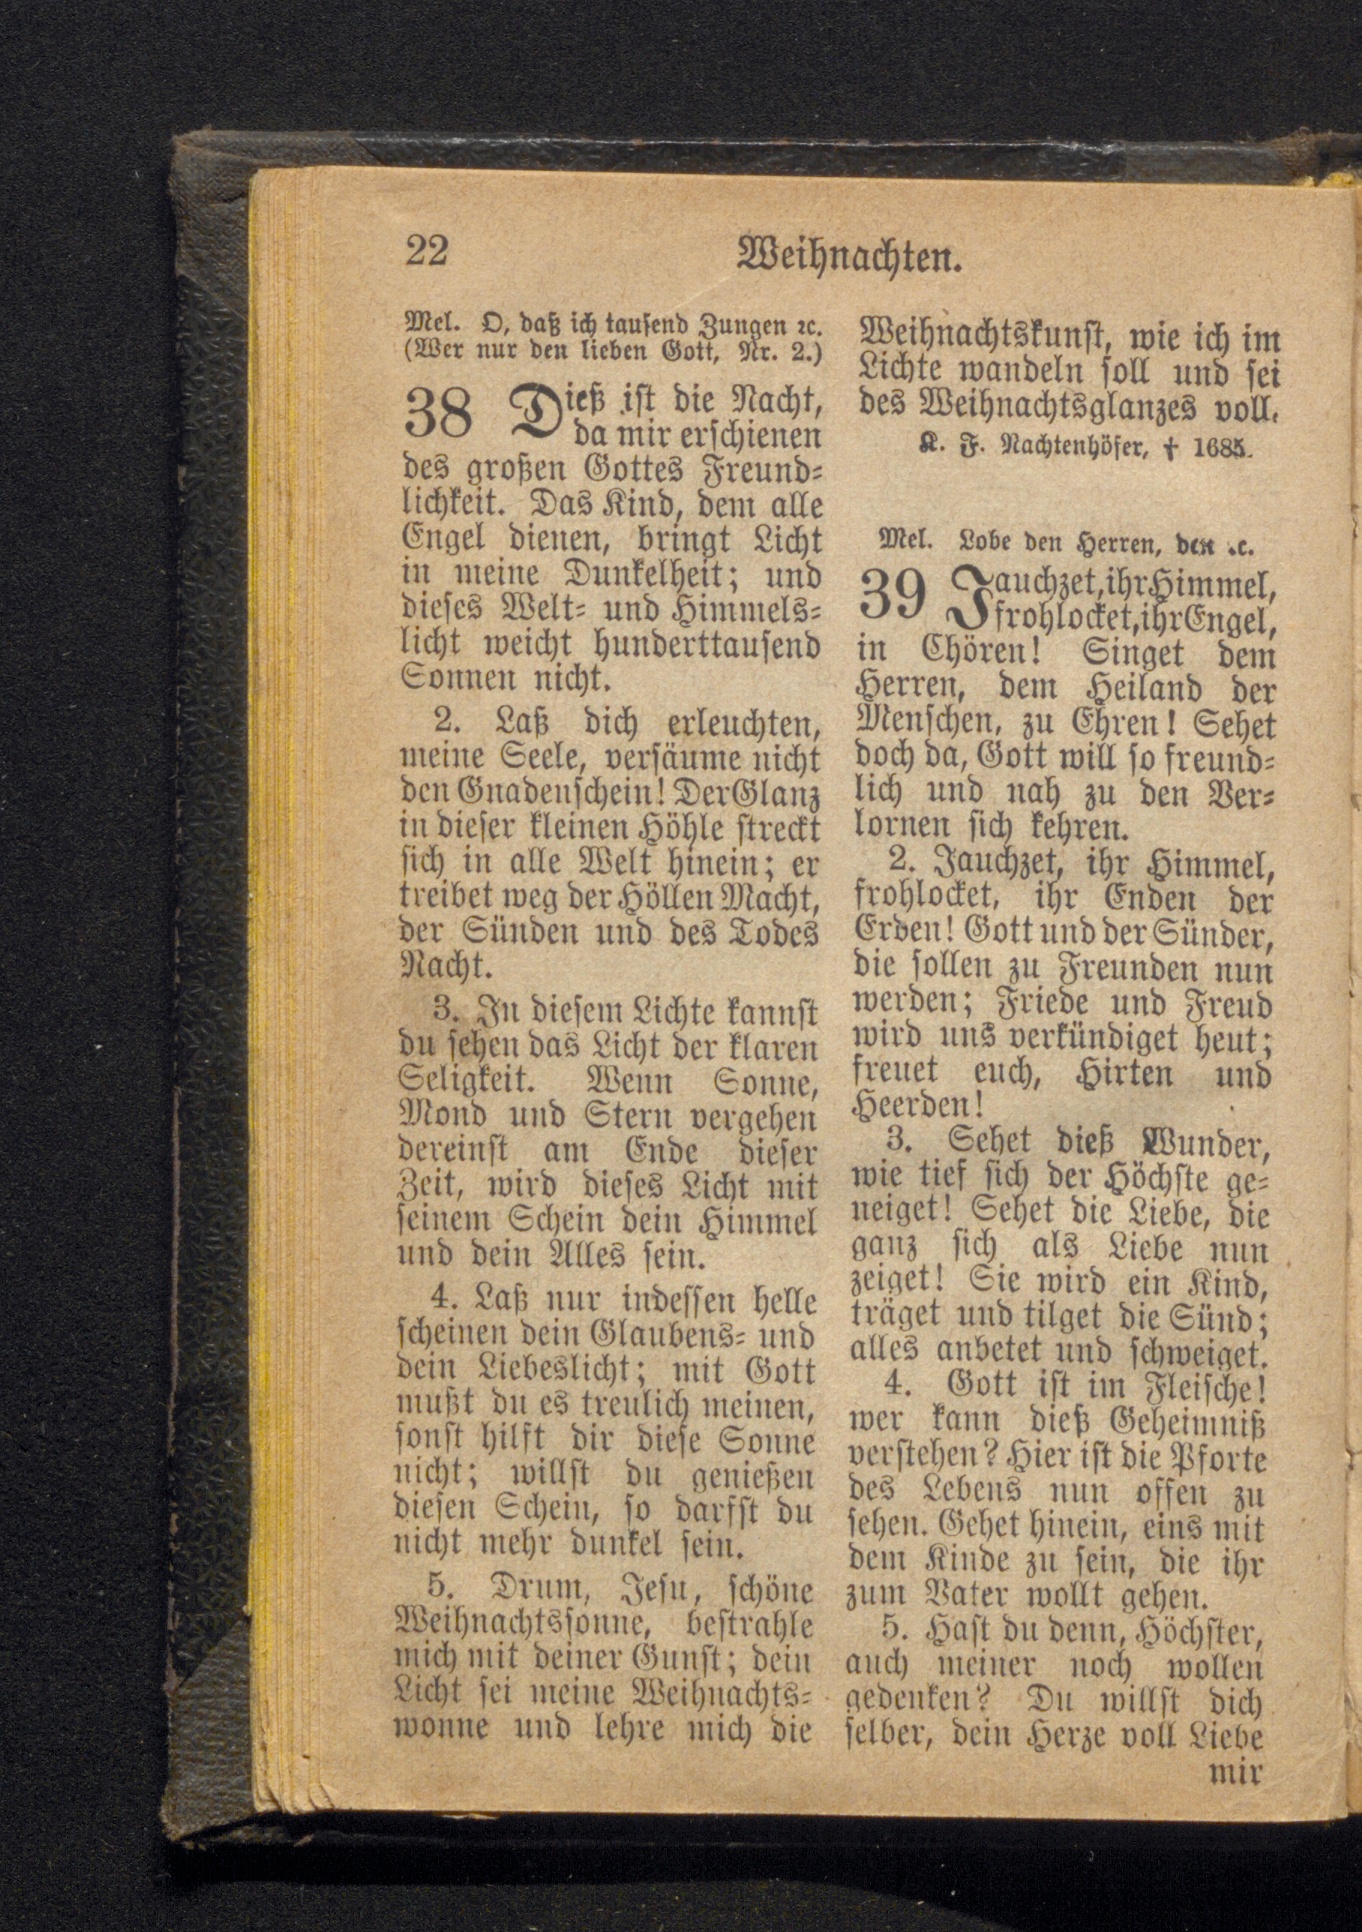 22
Weihnachten.
Mel. O, daß ich tausend Zungen ꝛc.
(Wer nur den lieben Gott, Nr. 2.)
38 Dieß ist die Nacht,
da mir erschienen
des großen Gottes Freund-
lichkeit. Das Kind, dem alle
Engel dienen, bringt Licht
in meine Dunkelheit; und
dieses Welt- und Himmels-
licht weicht hunderttausend
Sonnen nicht.
2. Laß dich erleuchten,
meine Seele, versäume nicht
den Gnadenschein! Der Glanz
in dieser kleinen Höhle streckt
sich in alle Welt hinein; er
treibet weg der Höllen Macht,
der Sünden und des Todes
Nacht.
3. In diesem Lichte kannst
du sehen das Licht der klaren
Seligkeit. Wenn Sonne,
Mond und Stern vergehen
dereinst am Ende dieser
Zeit, wird dieses Licht mit
seinem Schein dein Himmel
und dein Alles sein.
4. Laß nur indessen helle
scheinen dein Glaubens- und
dein Liebeslicht; mit Gott
mußt du es treulich meinen,
sonst hilft dir diese Sonne
nicht; willst du genießen
diesen Schein, so darfst du
nicht mehr dunkel sein.
5. Drum, Jesu, schöne
Weihnachtssonne, bestrahle
mich mit deiner Gunst; dein
Licht sei meine Weihnachts-
wonne und lehre mich die
Weihnachtskunst, wie ich im
Lichte wandeln soll und sei
des Weihnachtsglanzes voll.
K. F. Nachtenhöfer, † 1685.
Mel. Lobe den Herren, den ꝛc.
39 Jauchzet, ihr Himmel,
frohlocket, ihr Engel,
in Chören! Singet dem
Herren, dem Heiland der
Menschen, zu Ehren! Sehet
doch da, Gott will so freund-
lich und nah zu den Ver-
lornen sich kehren.
2. Jauchzet, ihr Himmel,
frohlocket, ihr Enden der
Erden! Gott und der Sünder,
die sollen zu Freunden nun
werden; Friede und Freud
wird uns verkündiget heut;
freuet euch, Hirten und
Heerden!
3. Sehet dieß Wunder,
wie tief sich der Höchste ge-
neiget! Sehet die Liebe, die
ganz sich als Liebe nun
zeiget! Sie wird ein Kind,
träget und tilget die Sünd;
alles anbetet und schweiget.
4. Gott ist im Fleische!
wer kann dieß Geheimniß
verstehen? Hier ist die Pforte
des Lebens nun offen zu
sehen. Gehet hinein, eins mit
dem Kinde zu sein, die ihr
zum Vater wollt gehen.
5. Hast du denn, Höchster,
auch meiner noch wollen
gedenken? Du willst dich
selber, dein Herze voll Liebe
mir